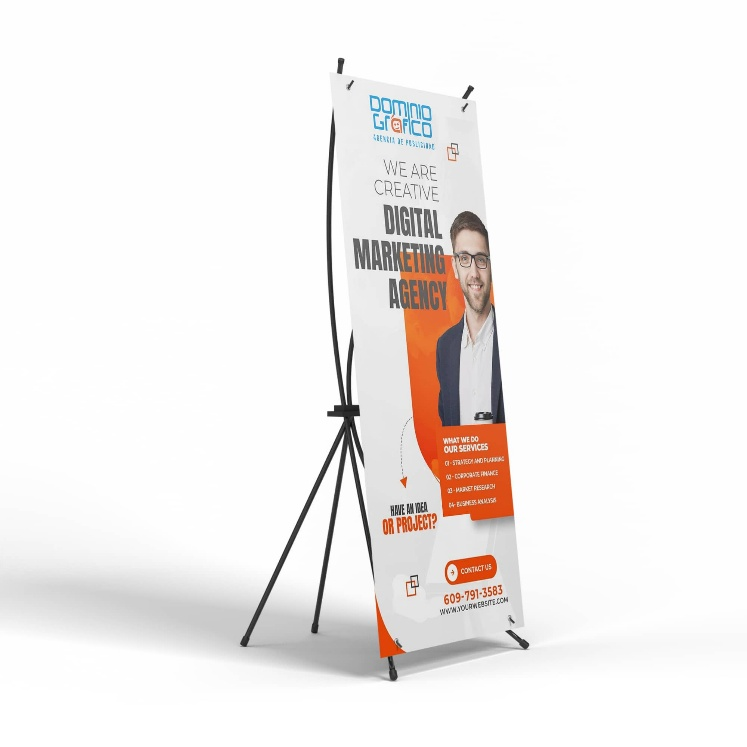 DOMINIO
GRAFICO
AGENCIA DE PUBLICIDAD
WE ARE
CREATIVE
DIGITAL
MARKETING
AGENCY
WHAT WE DO
OUR SERVICES
01 - STRATEGY AND PLANNING
02 - CORPORATE FINANCE
03 - MARKET RESEARCH
04 - BUSINESS ANALYSIS
HAVE AN IDEA
OR PROJECT?
CONTACT US
609-791-3583
WWW.YOURWEBSITE.COM